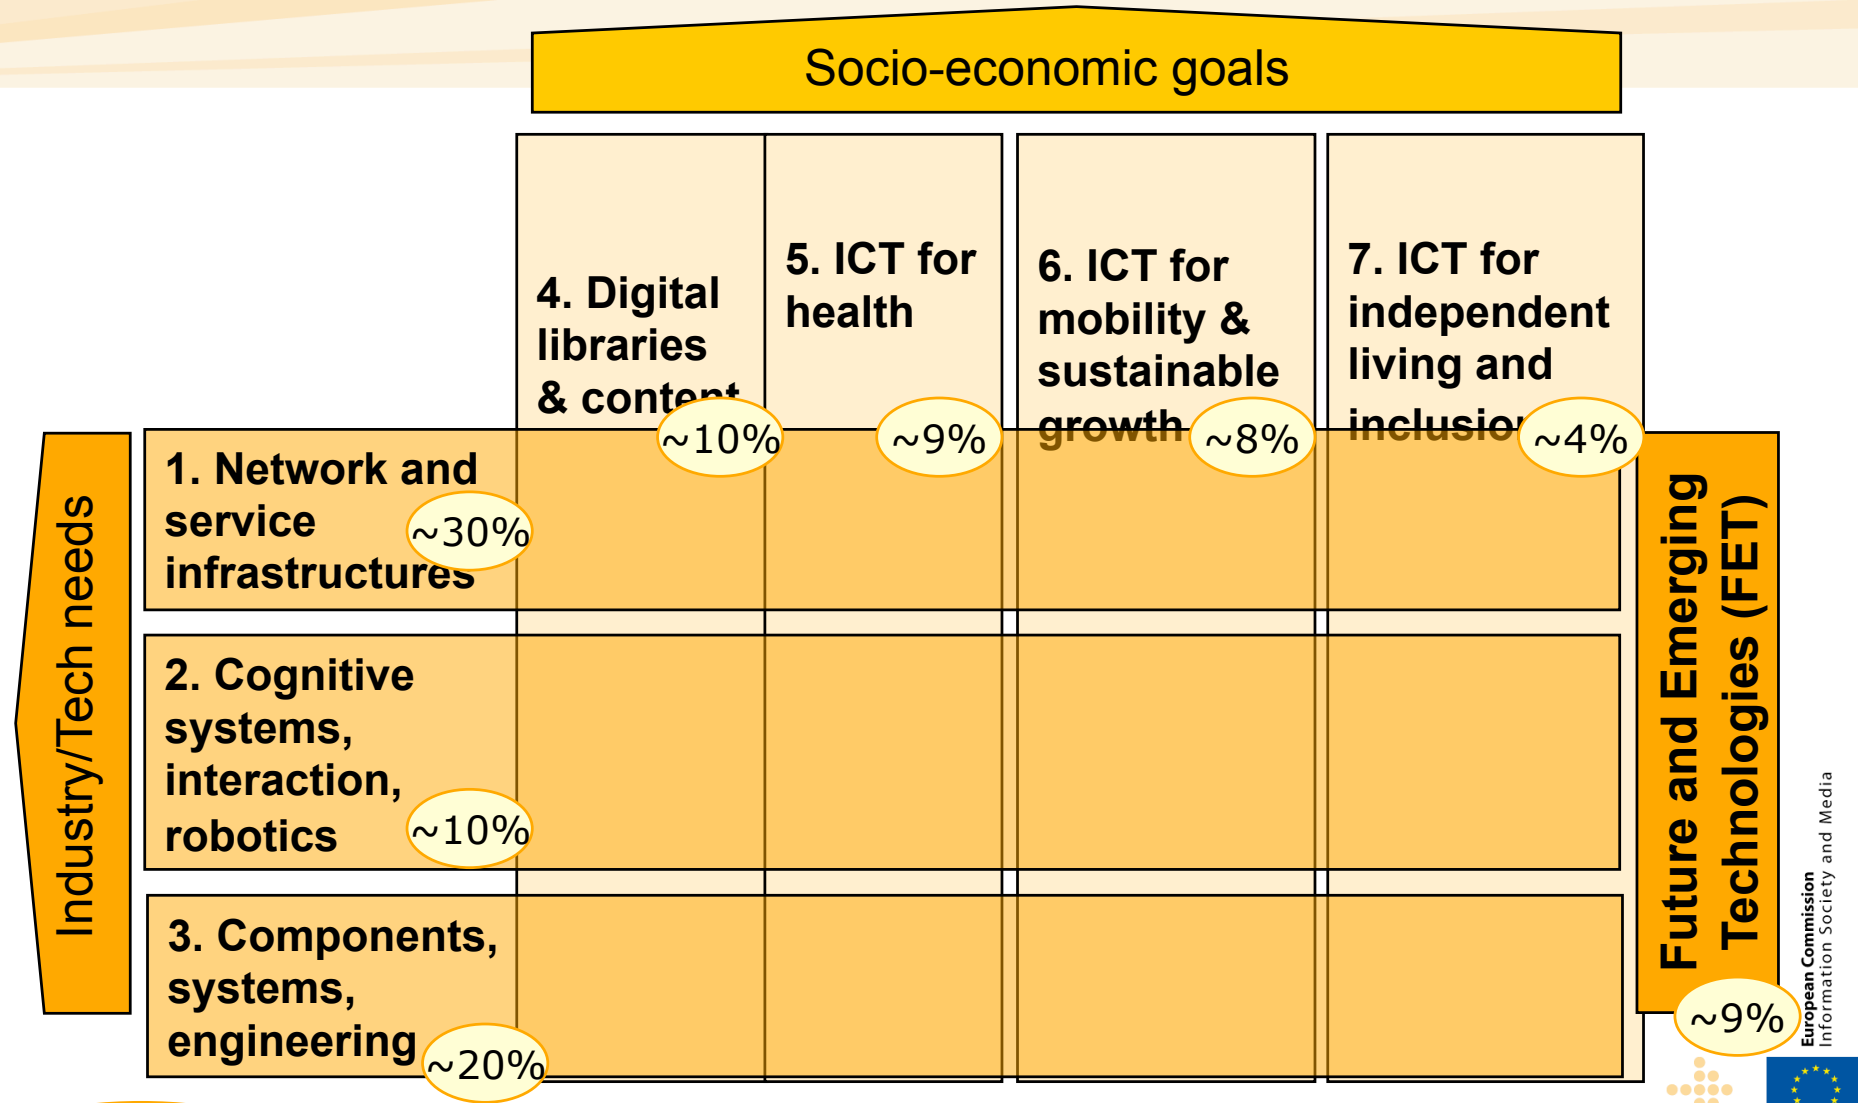 Socio-economic goals
4. Digital
libraries
& content
~10%
5. ICT for
health
~9%
6. ICT for
mobility &
sustainable
growth
~8%
7. ICT for
independent
living and
inclusion
~4%
Industry/Tech needs
1. Network and
service
infrastructures
~30%
2. Cognitive
systems,
interaction,
robotics
~10%
3. Components,
systems,
engineering
~20%
Future and Emerging
Technologies (FET)
~9%
European Commission
Information Society and Media